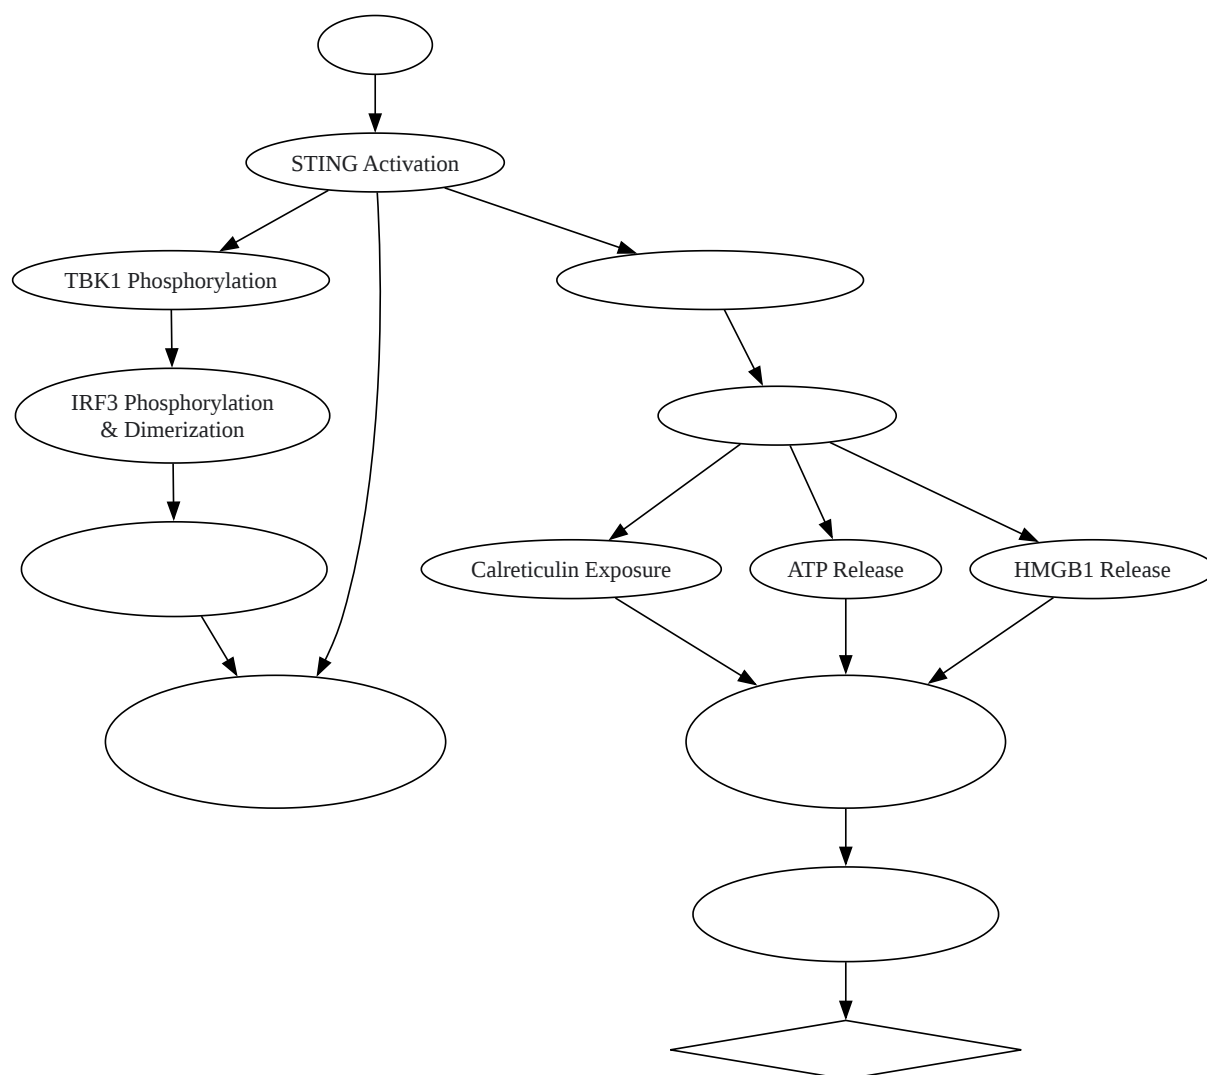 STING Activation
TBK1 Phosphorylation
IRF3 Phosphorylation
& Dimerization
Calreticulin Exposure
ATP Release
HMGB1 Release